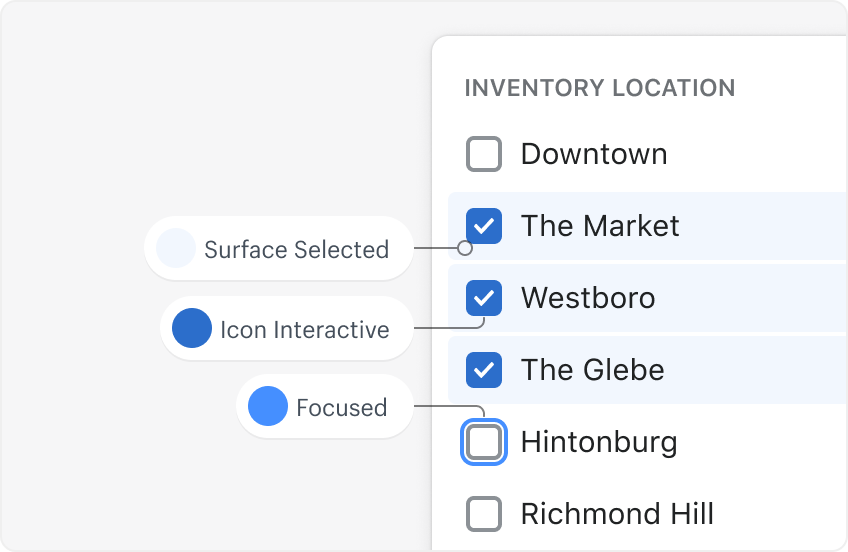 INVENTORY LOCATION
Downtown
The Market
Surface Selected
Westboro
Icon Interactive
The Glebe
Focused
Hintonburg
Richmond Hill